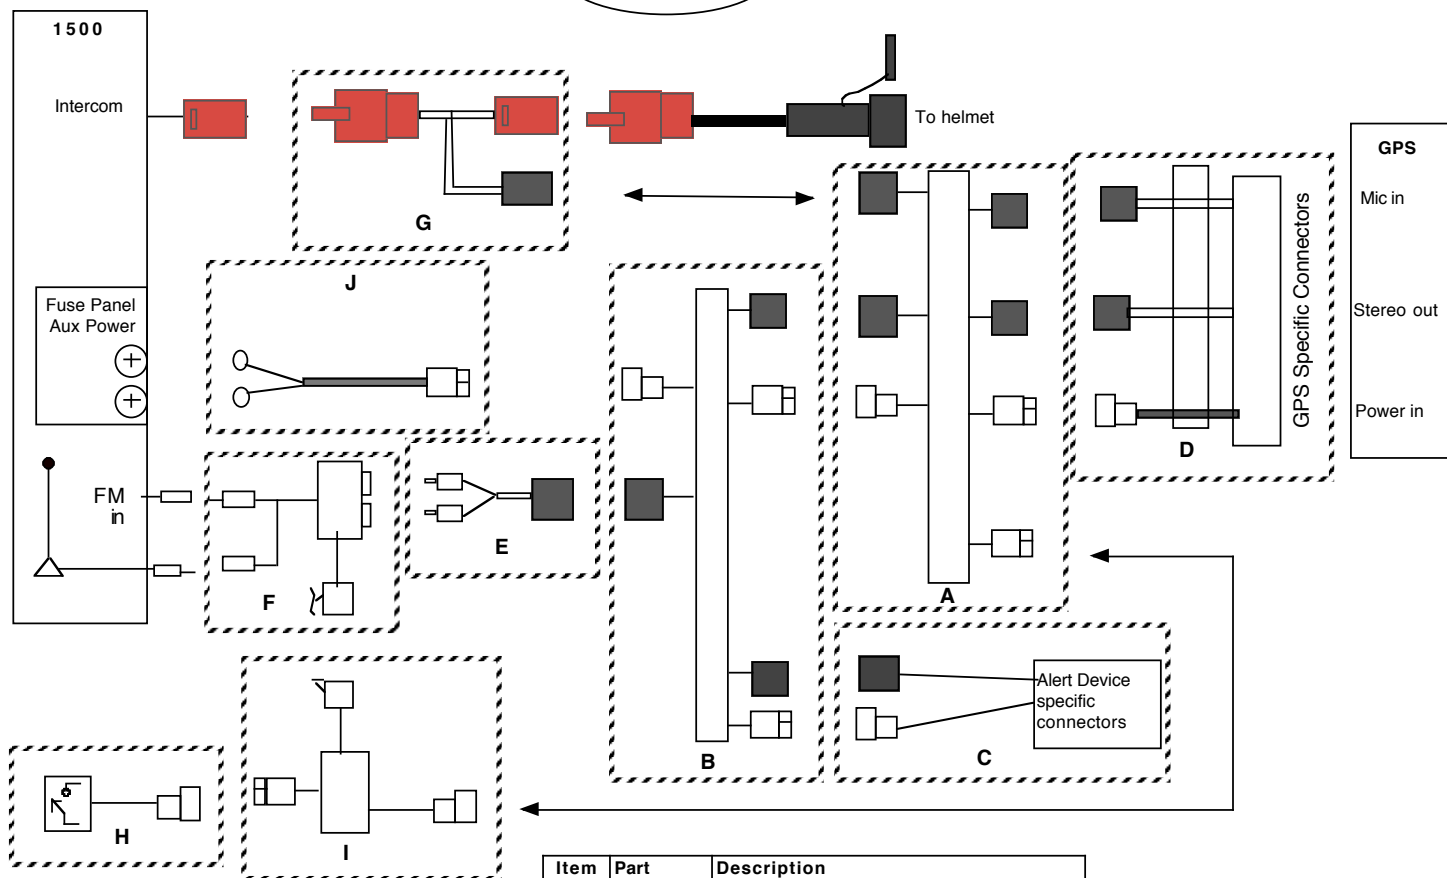 1500
Intercom
To helmet
GPS
Mic in
Stereo out
Power in
GPS Specific Connectors
G
J
Fuse Panel
Aux Power
D
FM
in
E
F
A
Alert Device
specific
connectors
B
C
H
I
Item Part Description